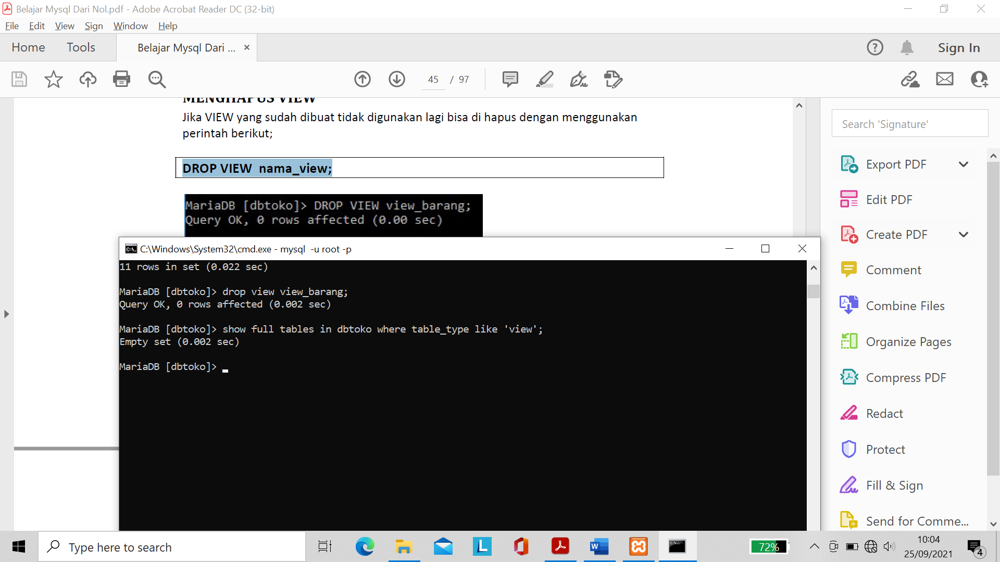 Belajar Mysql Dari Nol.pdf - Adobe Acrobat Reader DC (32-bit)
File Edit View Sign Window Help
Home Tools Belajar Mysql Dari ... × Sign In
45 / 97
MENGHAPUS VIEW
Jika VIEW yang sudah dibuat tidak digunakan lagi bisa di hapus dengan menggunakan
perintah berikut;
DROP VIEW nama_view;
MariaDB [dbtoko]> DROP VIEW view_barang;
Query OK, 0 rows affected (0.00 sec)
C:\Windows\System32\cmd.exe - mysql -u root -p
11 rows in set (0.022 sec)
MariaDB [dbtoko]> drop view view_barang;
Query OK, 0 rows affected (0.002 sec)
MariaDB [dbtoko]> show full tables in dbtoko where table_type like 'view';
Empty set (0.002 sec)
MariaDB [dbtoko]>
Search 'Signature'
Export PDF
Edit PDF
Create PDF
Comment
Combine Files
Organize Pages
Compress PDF
Redact
Protect
Fill & Sign
Send for Comme...
Type here to search
72%
10:04
25/09/2021
4